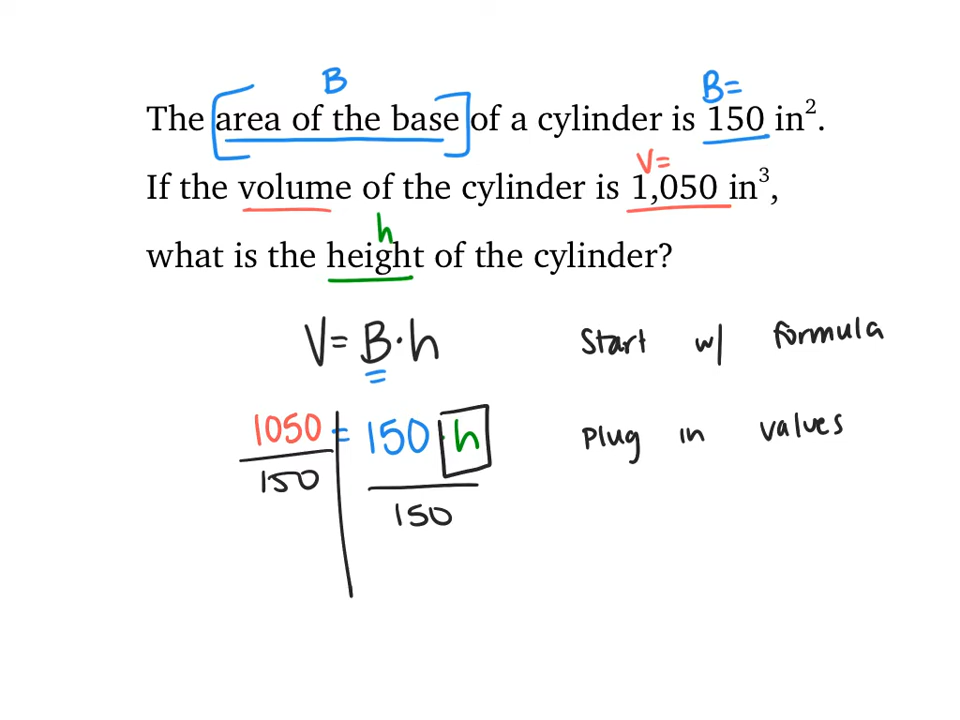 B
B=
The area of the base of a cylinder is 150 in².
V=
If the volume of the cylinder is 1,050 in³,
h
what is the height of the cylinder?
V= B·h Start w/ formula
1050 = 150·h Plug in values
150 150